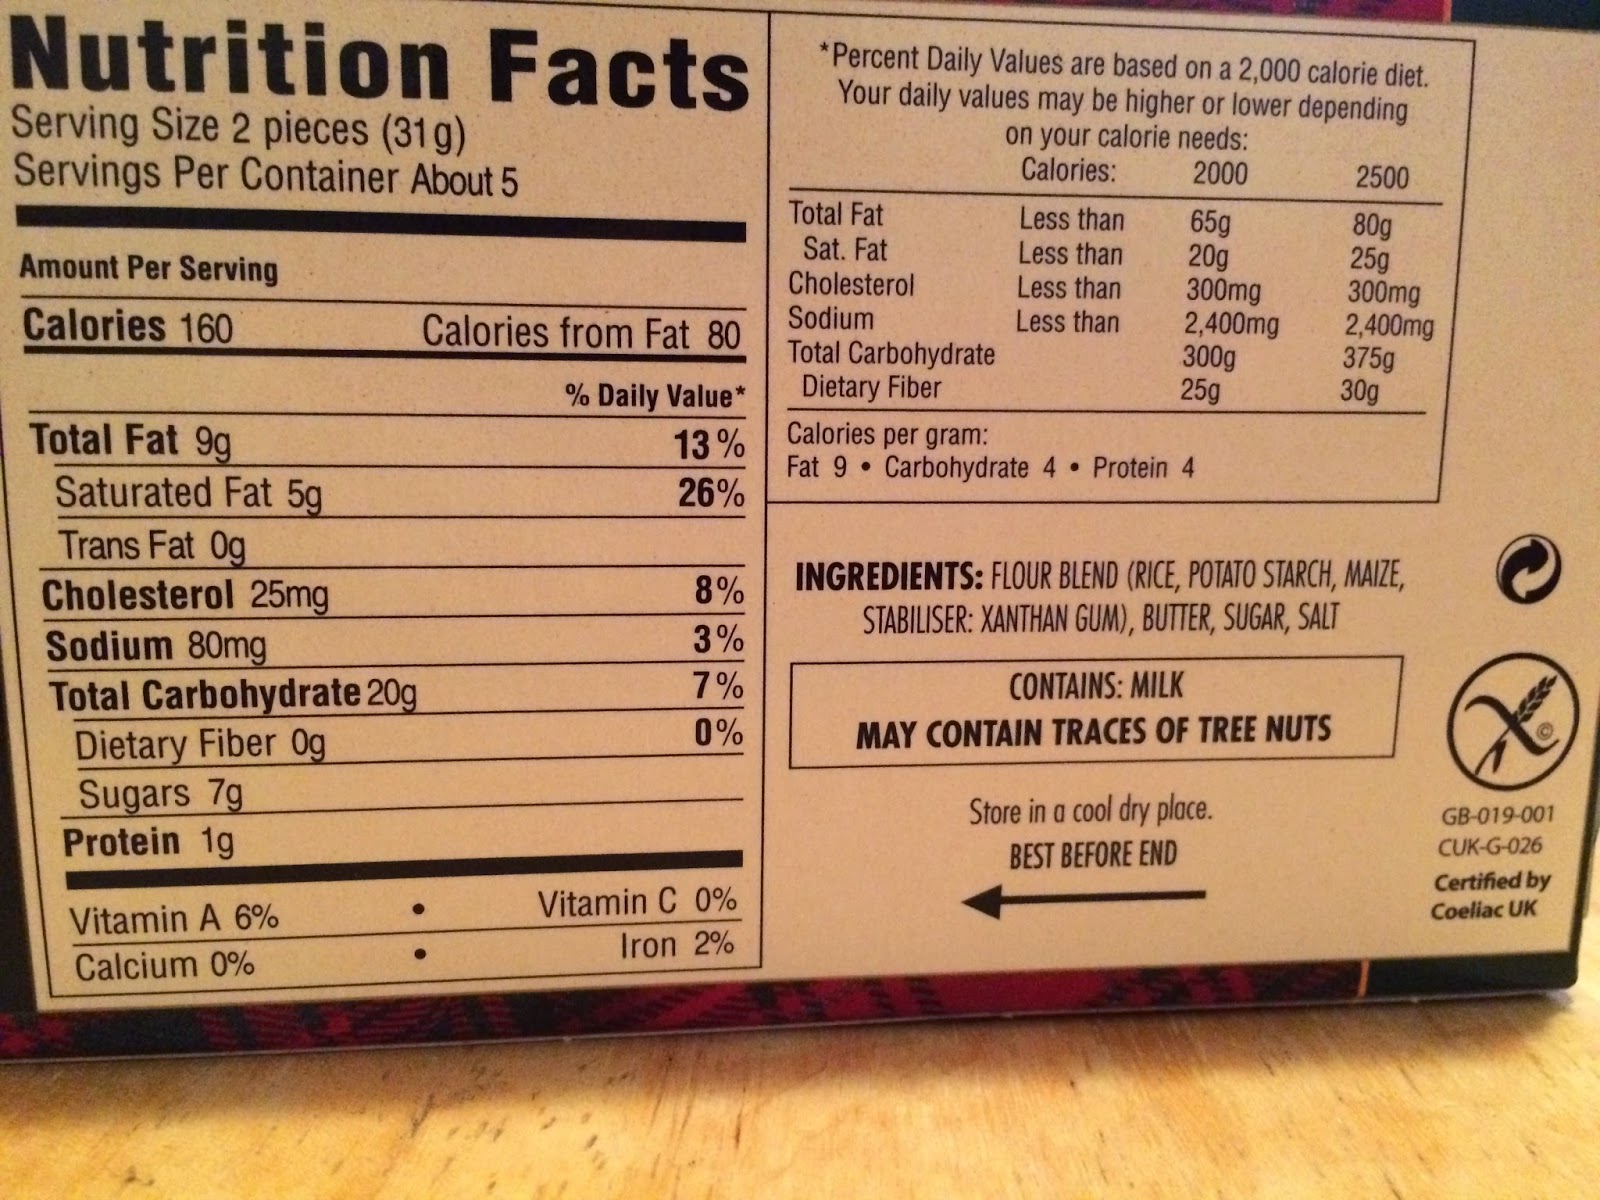 Nutrition Facts
Serving Size 2 pieces (31g)
Servings Per Container About 5
Amount Per Serving
Calories 160 Calories from Fat 80
% Daily Value*
Total Fat 9g 13%
Saturated Fat 5g 26%
Trans Fat 0g
Cholesterol 25mg 8%
Sodium 80mg 3%
Total Carbohydrate 20g 7%
Dietary Fiber 0g 0%
Sugars 7g
Protein 1g
Vitamin A 6% • Vitamin C 0%
Calcium 0% • Iron 2%
*Percent Daily Values are based on a 2,000 calorie diet.
Your daily values may be higher or lower depending
on your calorie needs:
Calories: 2000 2500
Total Fat Less than 65g 80g
Sat. Fat Less than 20g 25g
Cholesterol Less than 300mg 300mg
Sodium Less than 2,400mg 2,400mg
Total Carbohydrate 300g 375g
Dietary Fiber 25g 30g
Calories per gram:
Fat 9 • Carbohydrate 4 • Protein 4
INGREDIENTS: FLOUR BLEND (RICE, POTATO STARCH, MAIZE,
STABILISER: XANTHAN GUM), BUTTER, SUGAR, SALT
CONTAINS: MILK
MAY CONTAIN TRACES OF TREE NUTS
Store in a cool dry place.
BEST BEFORE END
©
GB-019-001
CUK-G-026
Certified by
Coeliac UK